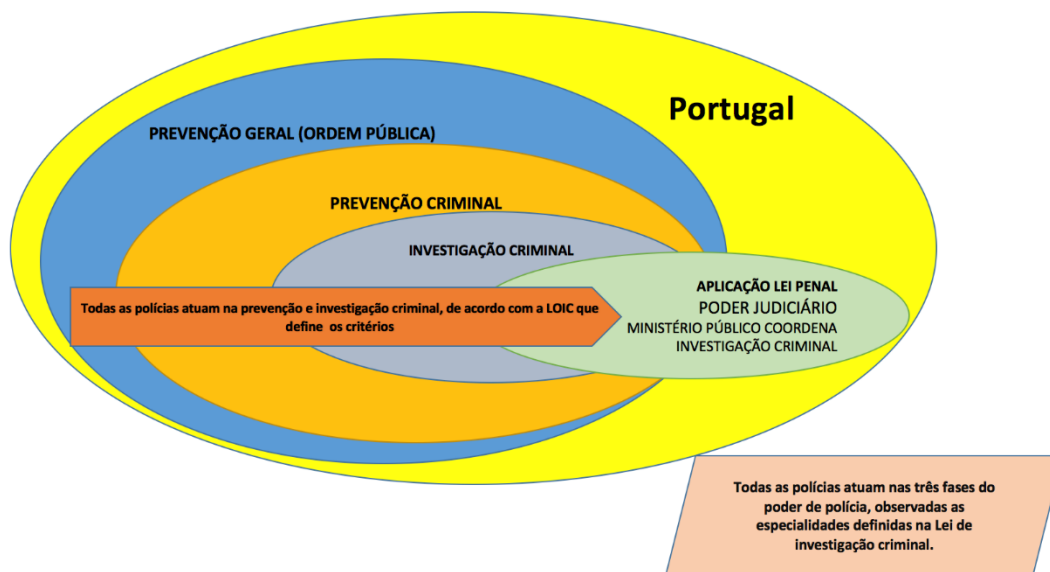 Portugal
PREVENÇÃO GERAL (ORDEM PÚBLICA)
PREVENÇÃO CRIMINAL
INVESTIGAÇÃO CRIMINAL
Todas as polícias atuam na prevenção e investigação criminal, de acordo com a LOIC que
define os critérios
APLICAÇÃO LEI PENAL
PODER JUDICIÁRIO
MINISTÉRIO PÚBLICO COORDENA
INVESTIGAÇÃO CRIMINAL
Todas as polícias atuam nas três fases do
poder de polícia, observadas as
especialidades definidas na Lei de
investigação criminal.